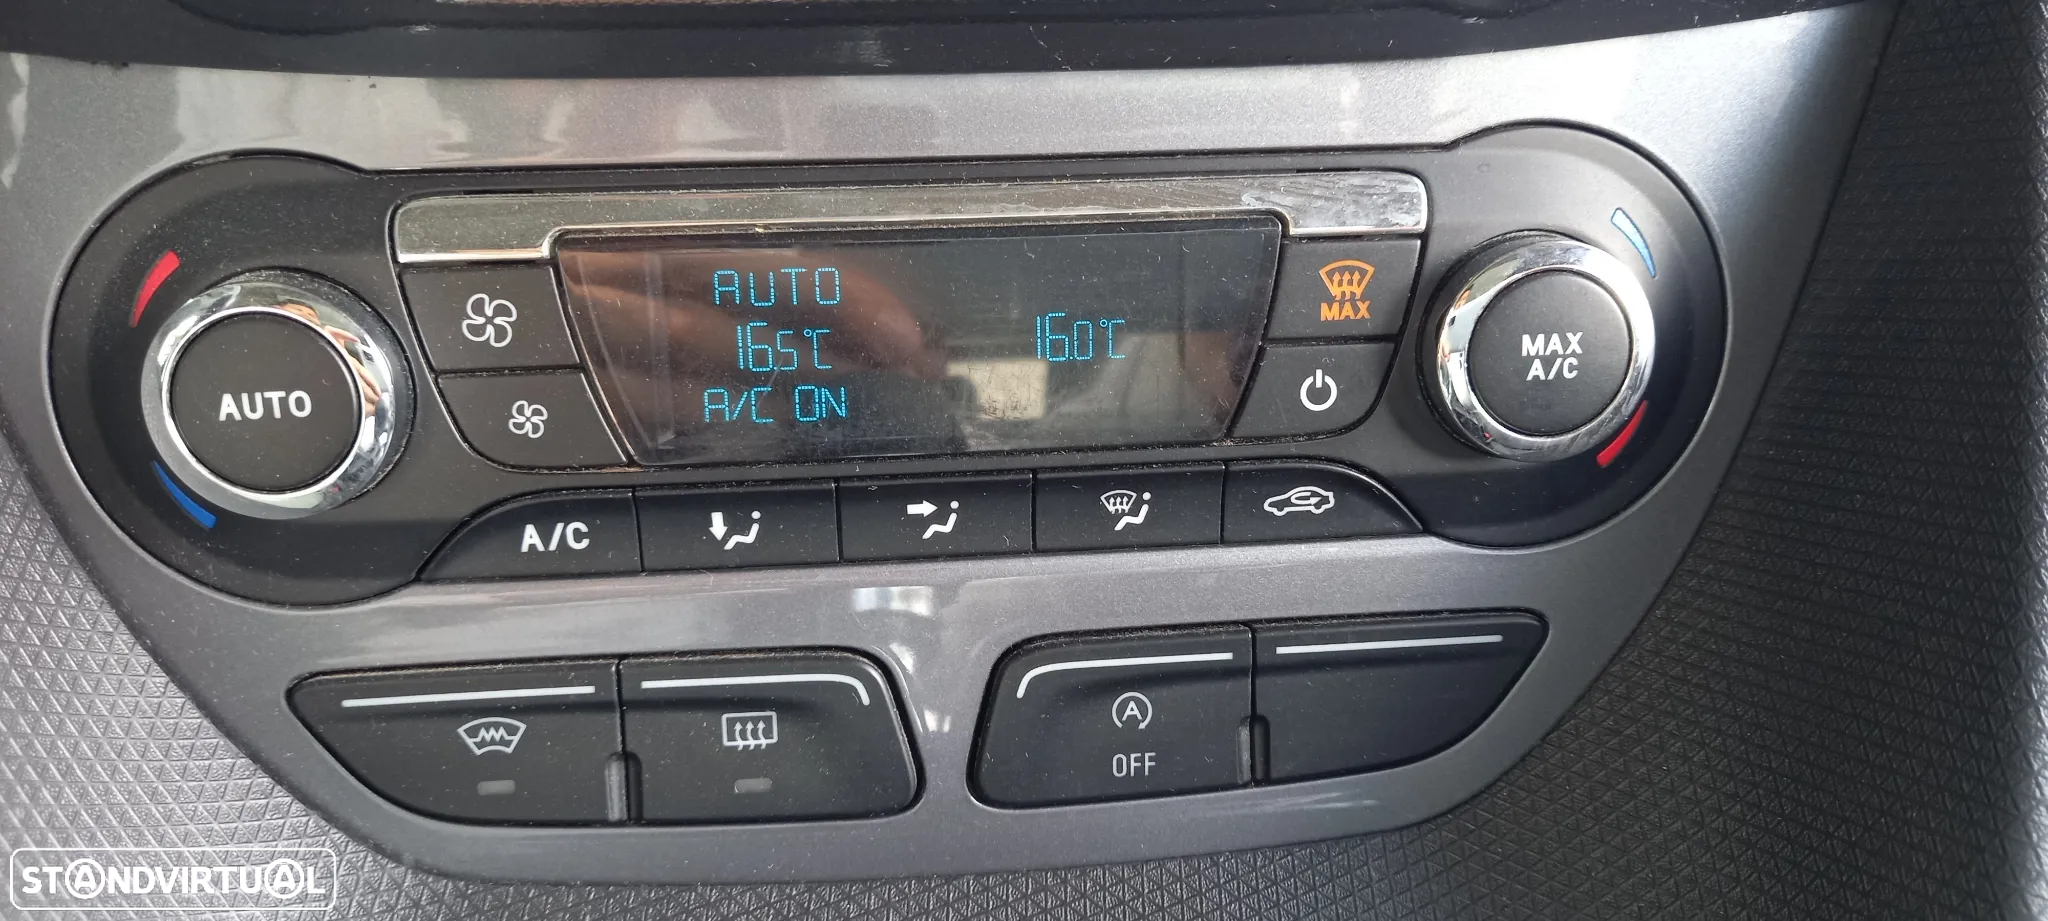 AUTO
AUTO
16.5°C
A/C ON
16.0°C
MAX
MAX
A/C
A/C
OFF
STANDVIRTUAL